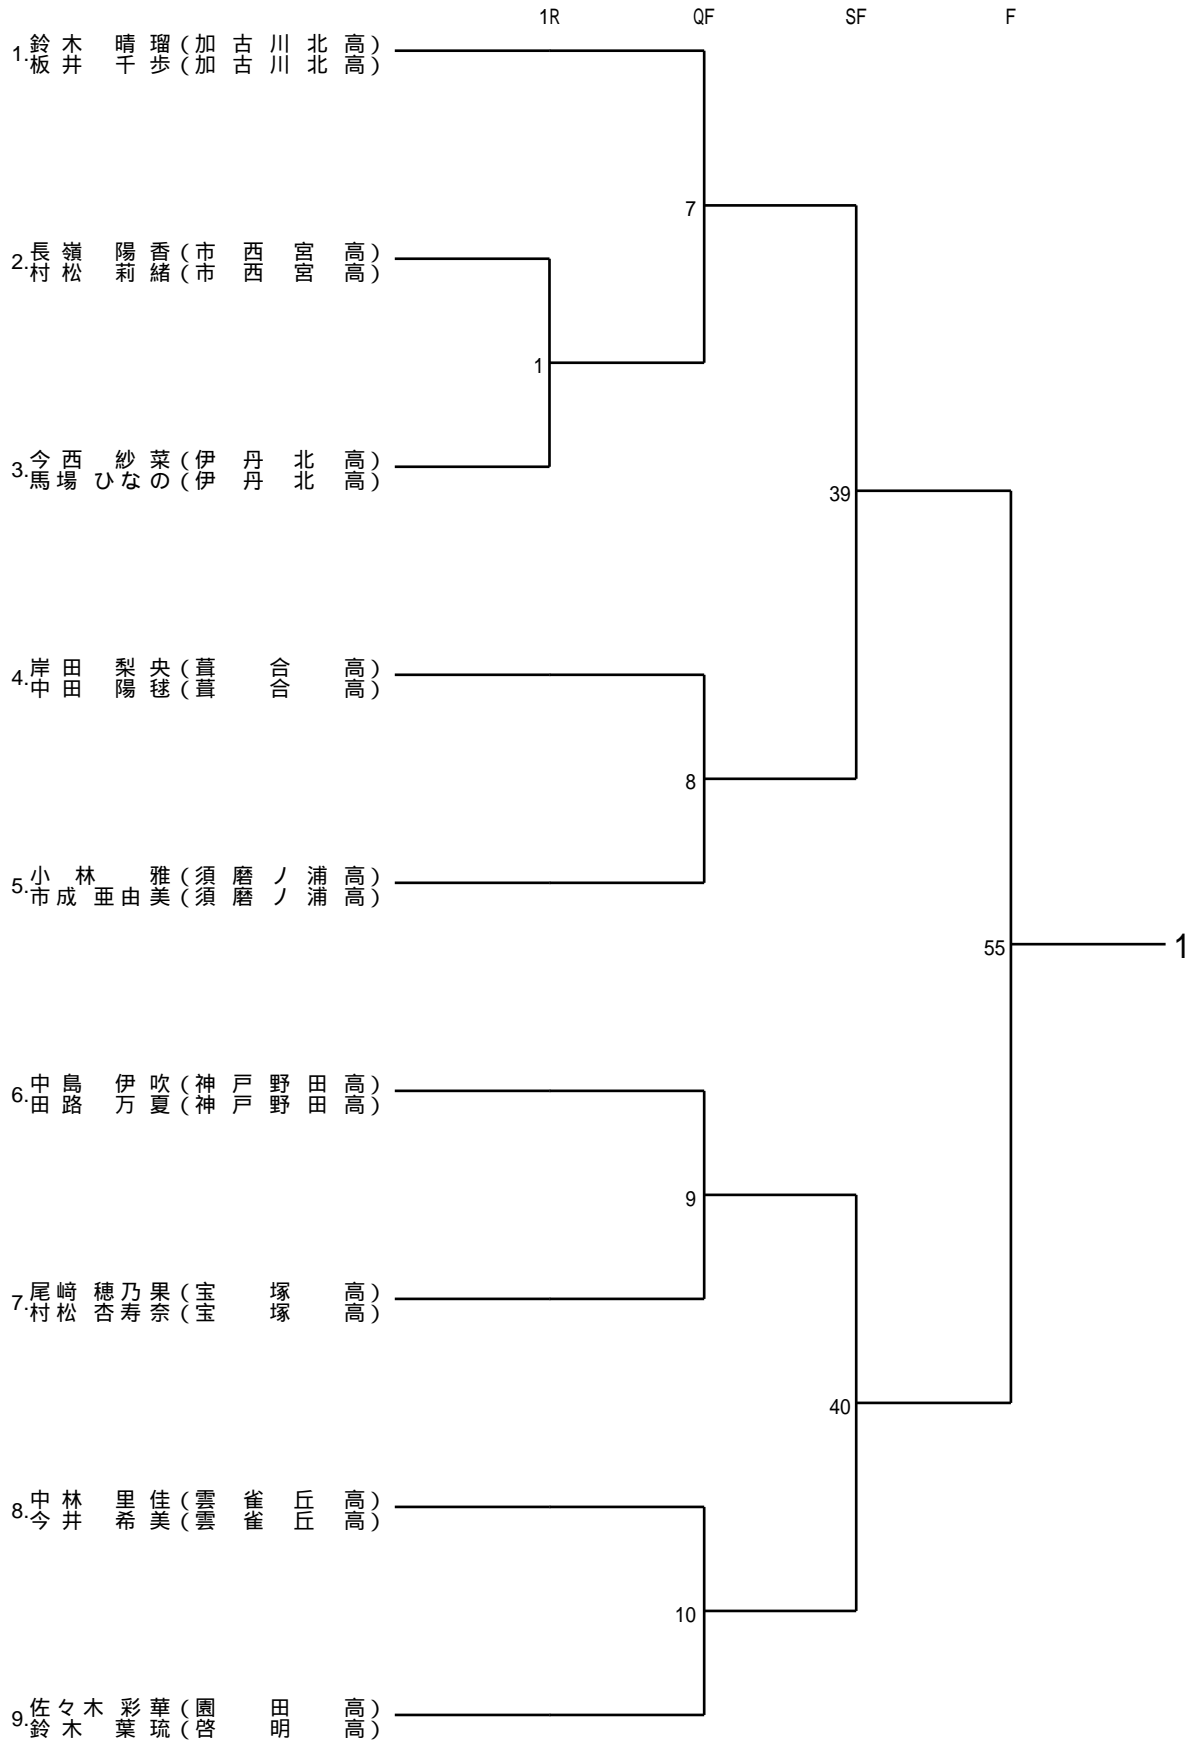 1R QF SF F
1. 鈴木 晴瑠(加古川北高)
板井 千歩(加古川北高)
7
2. 長嶺 陽香(市西宮高)
村松 莉緒(市西宮高)
1
3. 今西 紗菜(伊丹北高)
馬場 ひなの(伊丹北高)
39
4. 岸田 梨央(葺合高)
中田 陽毬(葺合高)
8
5. 小林 雅(須磨ノ浦高)
市成 亜由美(須磨ノ浦高)
55 1
6. 中島 伊吹(神戸野田高)
田路 万夏(神戸野田高)
9
7. 尾﨑 穂乃果(宝塚高)
村松 杏寿奈(宝塚高)
40
8. 中林 里佳(雲雀丘高)
今井 希美(雲雀丘高)
10
9. 佐々木 彩華(園田高)
鈴木 葉琉(啓明高)